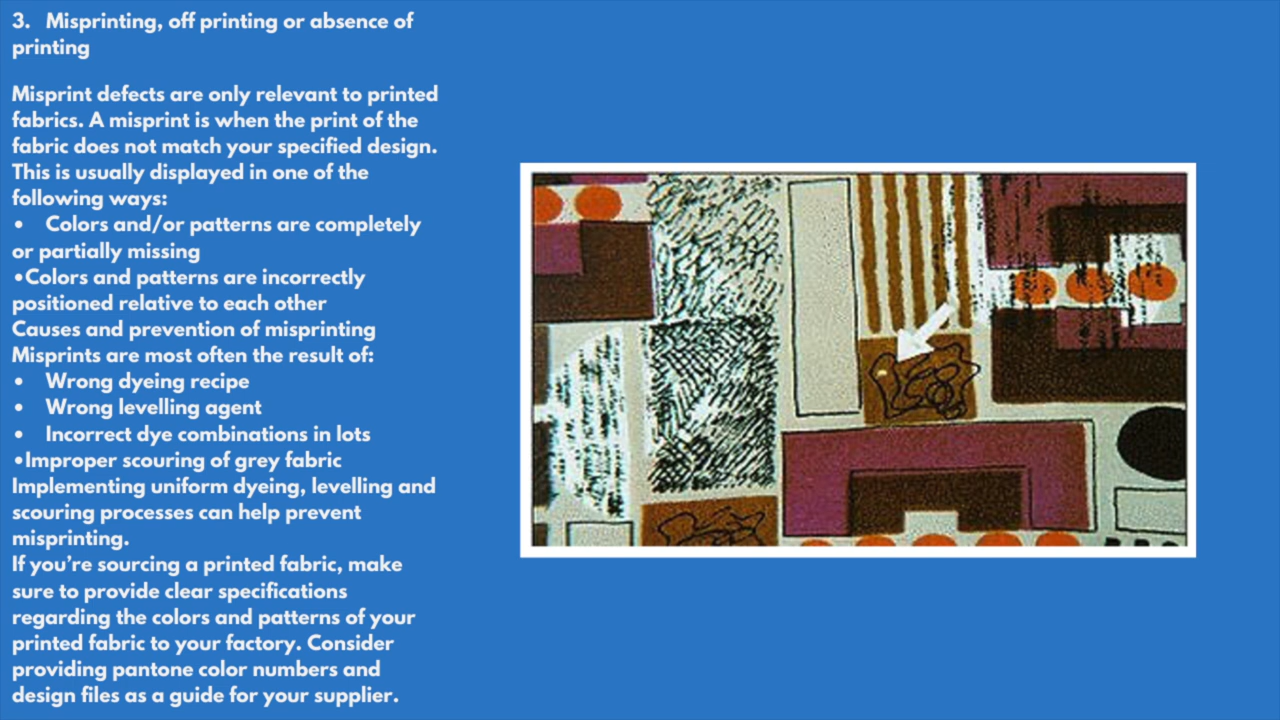 3. Misprinting, off printing or absence of
printing
Misprint defects are only relevant to printed
fabrics. A misprint is when the print of the
fabric does not match your specified design.
This is usually displayed in one of the
following ways:
• Colors and/or patterns are completely
or partially missing
•Colors and patterns are incorrectly
positioned relative to each other
Causes and prevention of misprinting
Misprints are most often the result of:
• Wrong dyeing recipe
• Wrong levelling agent
• Incorrect dye combinations in lots
•Improper scouring of grey fabric
Implementing uniform dyeing, levelling and
scouring processes can help prevent
misprinting.
If you’re sourcing a printed fabric, make
sure to provide clear specifications
regarding the colors and patterns of your
printed fabric to your factory. Consider
providing pantone color numbers and
design files as a guide for your supplier.